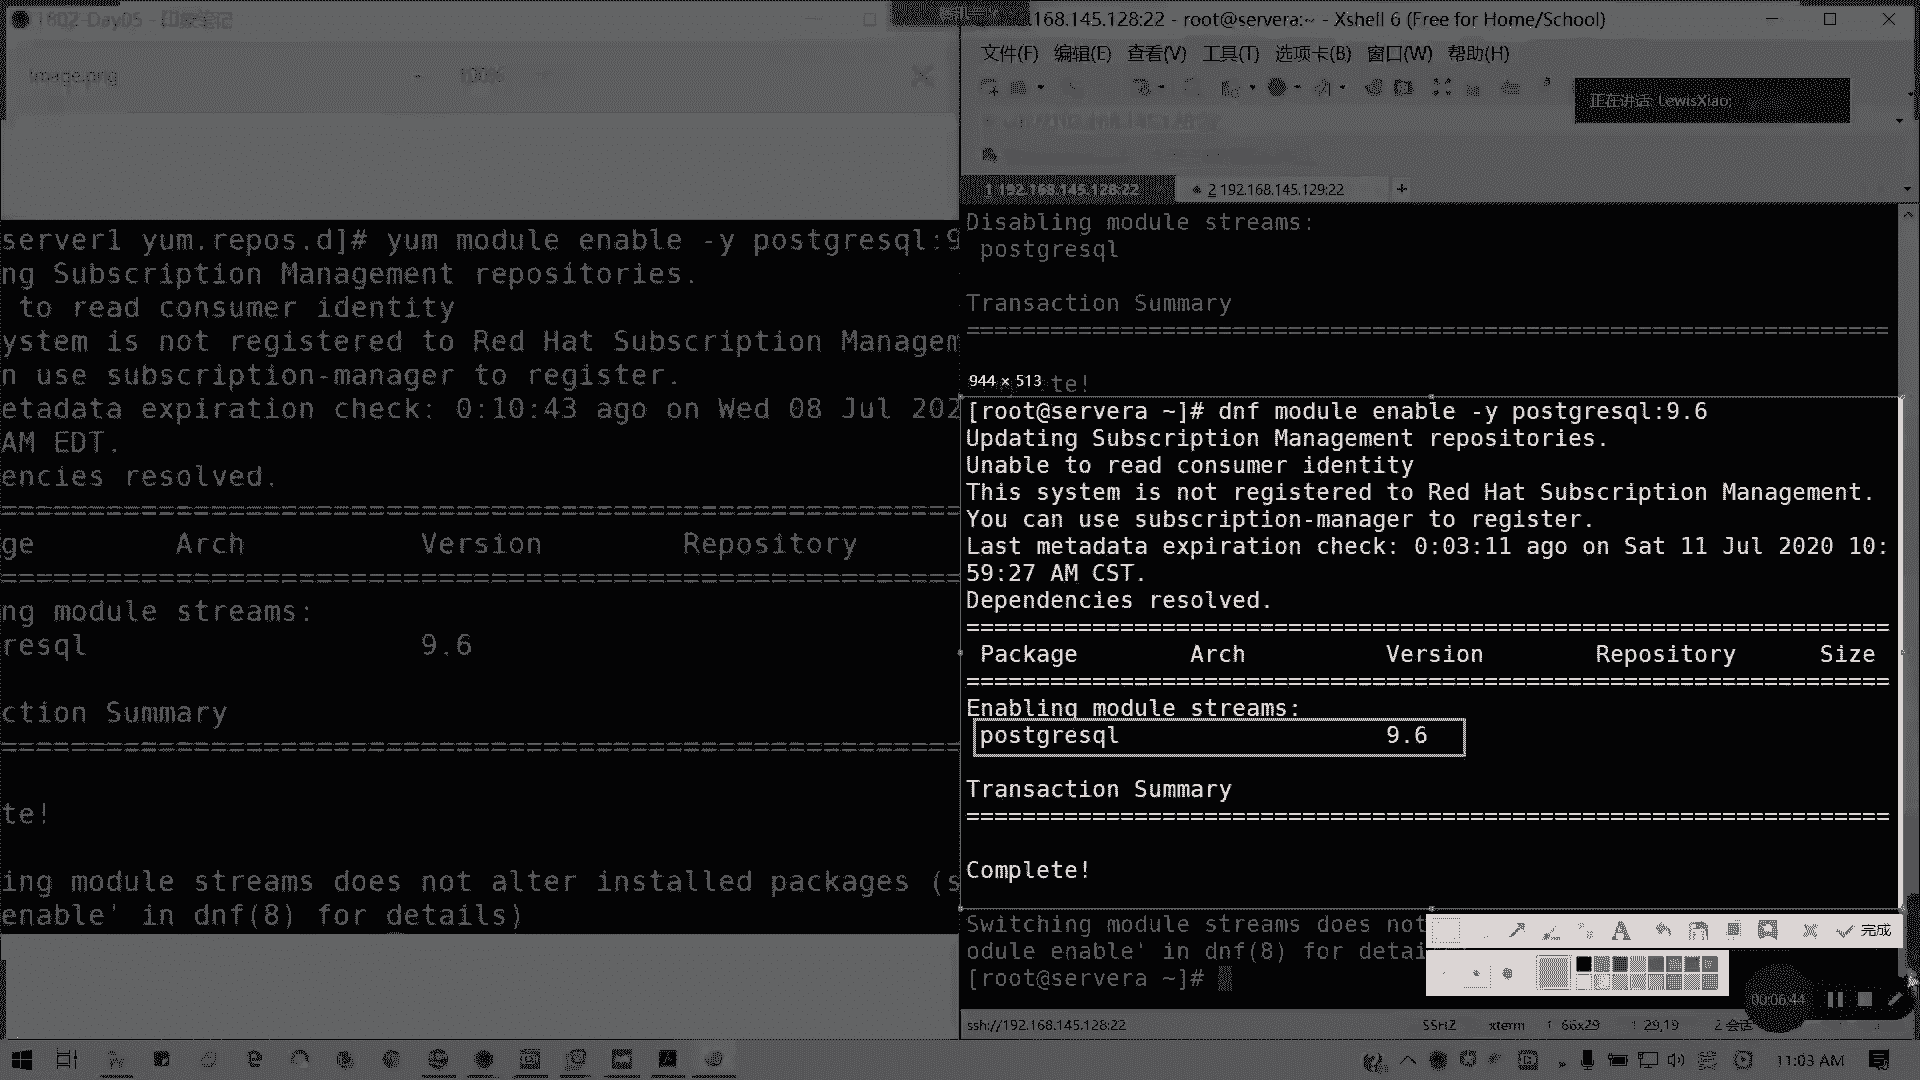 1802-Day05 - 印象笔记
image.png
100%
server1 yum.repos.d]# yum module enable -y postgresql:9
ng Subscription Management repositories.
to read consumer identity
ystem is not registered to Red Hat Subscription Managem
n use subscription-manager to register.
etadata expiration check: 0:10:43 ago on Wed 08 Jul 202
AM EDT.
encies resolved.
ge Arch Version Repository
ng module streams:
resql 9.6
ction Summary
te!
ing module streams does not alter installed packages (s
enable' in dnf(8) for details)
.168.145.128:22 - root@servera:~ - Xshell 6 (Free for Home/School)
文件(F) 编辑(E) 查看(V) 工具(T) 选项卡(B) 窗口(W) 帮助(H)
正在讲话: LewisXiao;
1 192.168.145.128:22
2 192.168.145.129:22
+
Disabling module streams:
postgresql
Transaction Summary
===================================================================
te!
944 × 513
[root@servera ~]# dnf module enable -y postgresql:9.6
Updating Subscription Management repositories.
Unable to read consumer identity
This system is not registered to Red Hat Subscription Management.
You can use subscription-manager to register.
Last metadata expiration check: 0:03:11 ago on Sat 11 Jul 2020 10:
59:27 AM CST.
Dependencies resolved.
===================================================================
Package Arch Version Repository Size
===================================================================
Enabling module streams:
postgresql 9.6
Transaction Summary
===================================================================
Complete!
Switching module streams does not
odule enable' in dnf(8) for detai
[root@servera ~]#
完成
00:06:44
ssh://192.168.145.128:22
SSH2 xterm 66x29 29,19 2 会话
11:03 AM